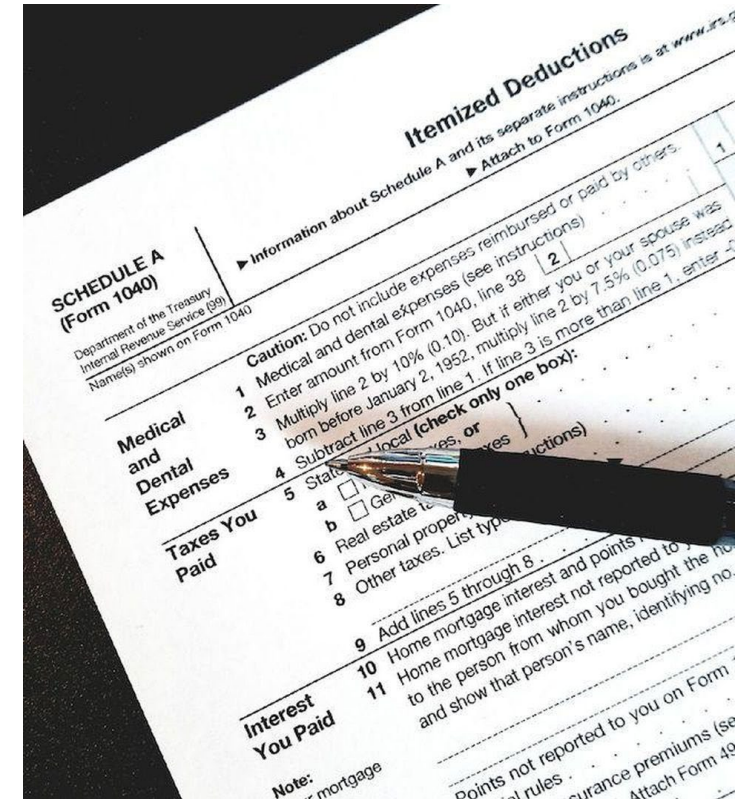 Itemized Deductions
SCHEDULE A
(Form 1040)
Department of the Treasury
Internal Revenue Service (99)
▶ Information about Schedule A and its separate instructions is at www.irs
▶ Attach to Form 1040.
Name(s) shown on Form 1040
Medical
and
Dental
Expenses
Caution: Do not include expenses reimbursed or paid by others.
1 Medical and dental expenses (see instructions) . . . . . 1
2 Enter amount from Form 1040, line 38 2
3 Multiply line 2 by 10% (0.10). But if either you or your spouse was
born before January 2, 1952, multiply line 2 by 7.5% (0.075) instead
4 Subtract line 3 from line 1. If line 3 is more than line 1, enter -
Taxes You
Paid
5 State local (check only one box):
a or
b
6 Real estate
7 Personal
8 Other taxes. List
9 Add lines 5 through 8 . .
Interest
You Paid
10 Home mortgage interest and points
11 Home mortgage interest not reported to
to the person from whom you bought the
and show that person's name, identifying no.
Note:
mortgage
Points not reported to you on Form
rules . . . .
premiums
Attach Form